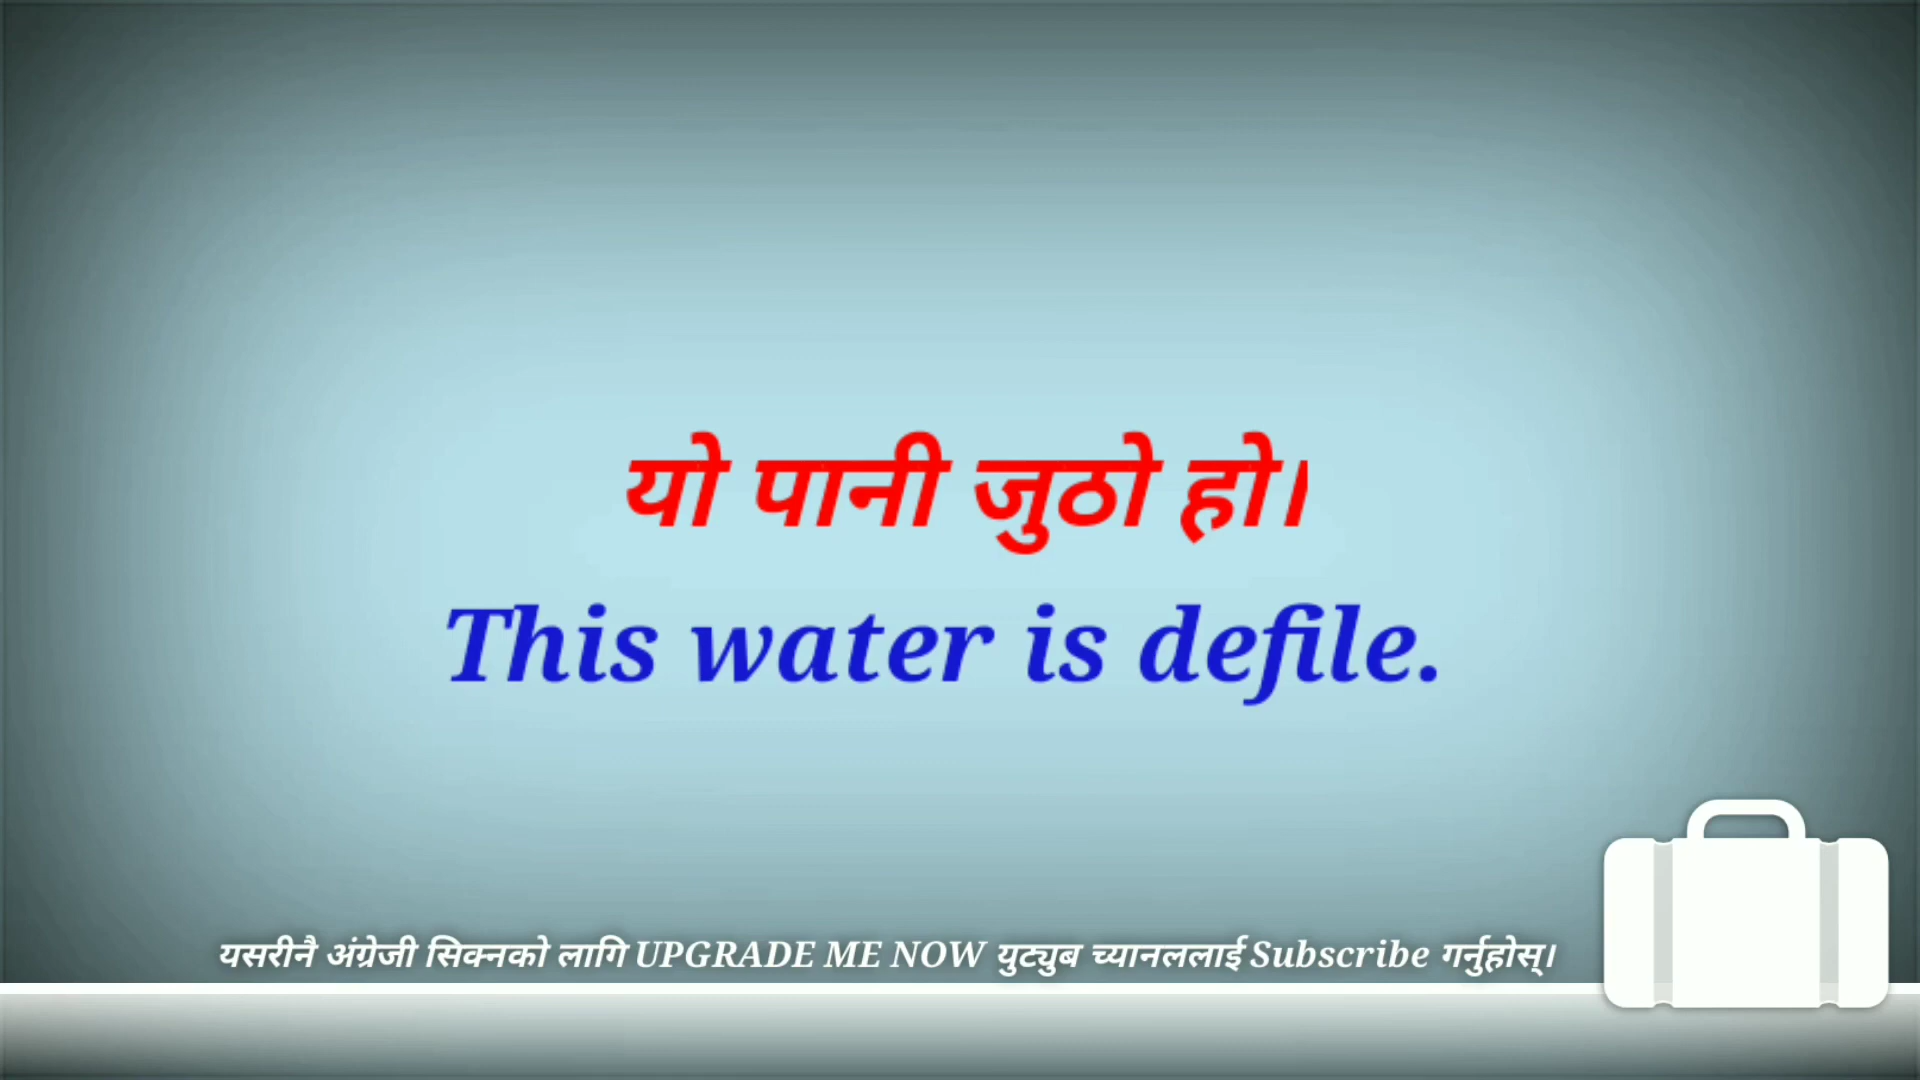 यो पानी जुठो हो।
This water is defile.
यसरीनै अंग्रेजी सिक्नको लागि UPGRADE ME NOW युट्युब च्यानललाई Subscribe गर्नुहोस्।